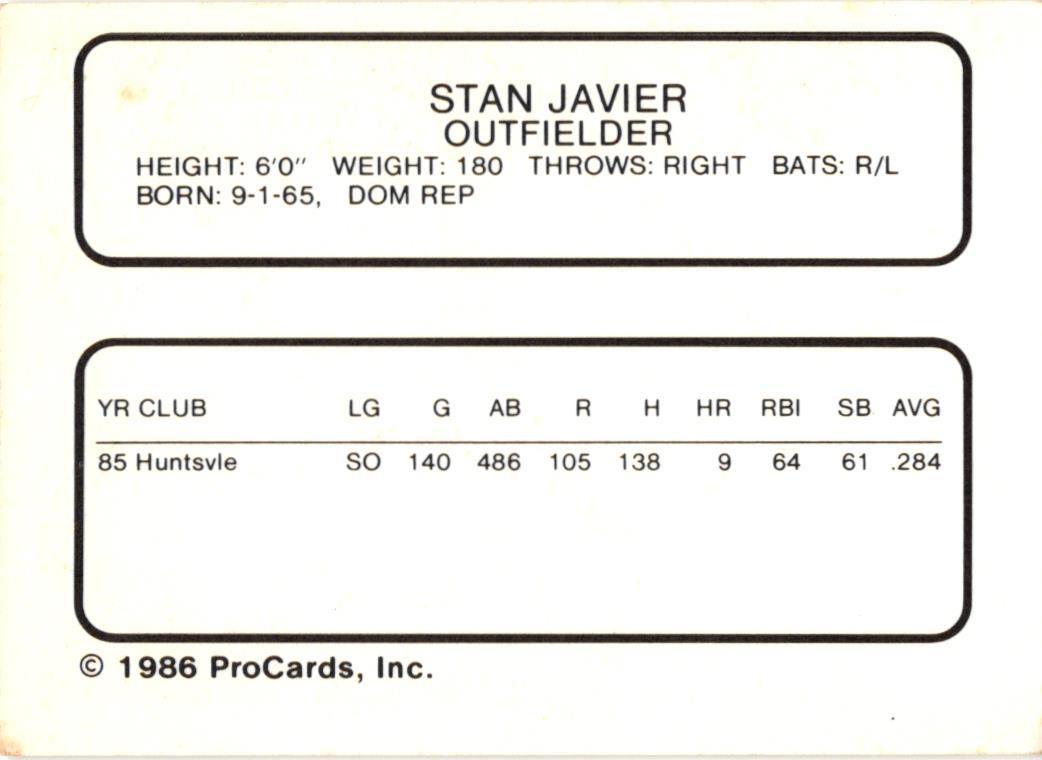 STAN JAVIER
OUTFIELDER
HEIGHT: 6'0" WEIGHT: 180 THROWS: RIGHT BATS: R/L
BORN: 9-1-65, DOM REP
YR CLUB LG G AB R H HR RBI SB AVG
85 Huntsvle SO 140 486 105 138 9 64 61 .284
© 1986 ProCards, Inc.